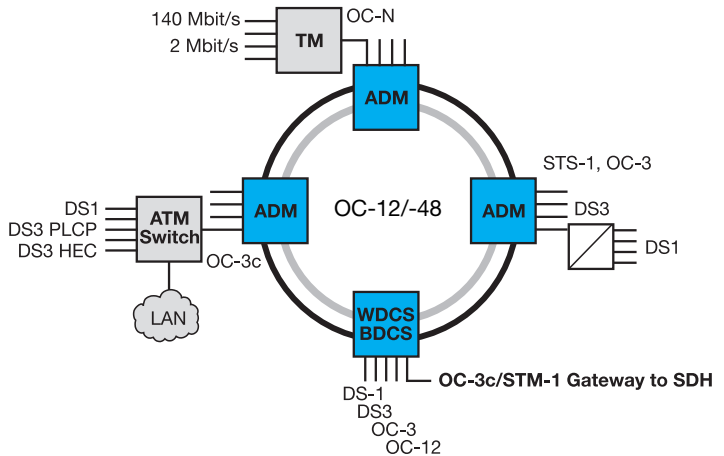 140 Mbit/s
2 Mbit/s
TM
OC-N
ADM
STS-1, OC-3
DS3
DS1
ADM
OC-12/-48
ADM
DS1
DS3 PLCP
DS3 HEC
ATM
Switch
OC-3c
LAN
WDCS
BDCS
OC-3c/STM-1 Gateway to SDH
DS-1
DS3
OC-3
OC-12